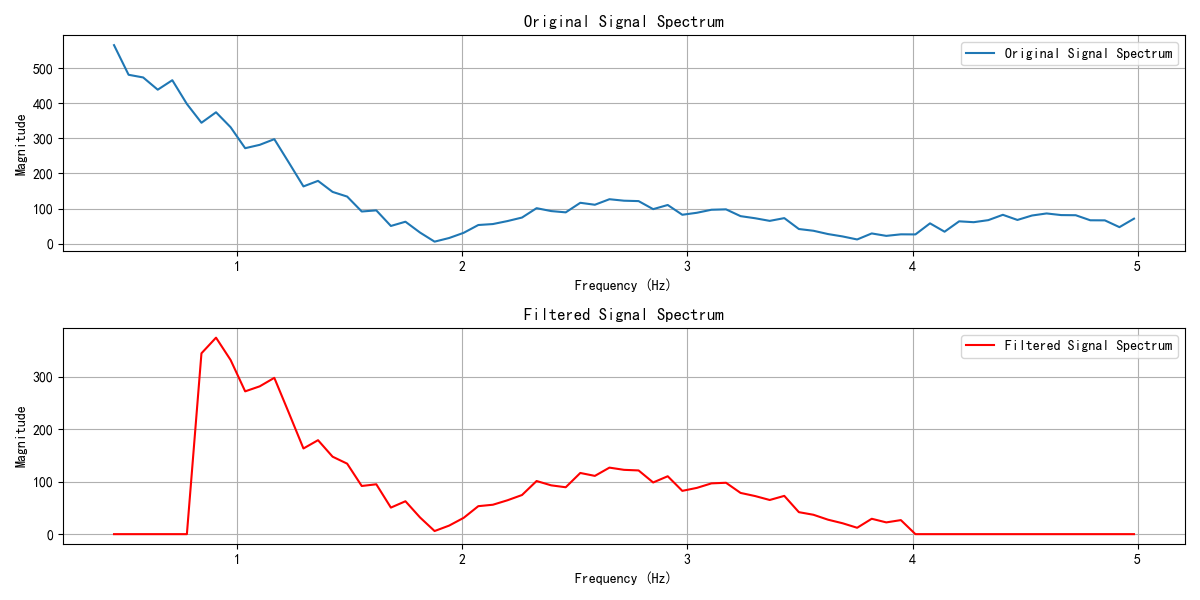 Original Signal Spectrum
Original Signal Spectrum
Magnitude
500
400
300
200
100
0
1
2
3
4
5
Frequency (Hz)
Filtered Signal Spectrum
Filtered Signal Spectrum
Magnitude
300
200
100
0
1
2
3
4
5
Frequency (Hz)